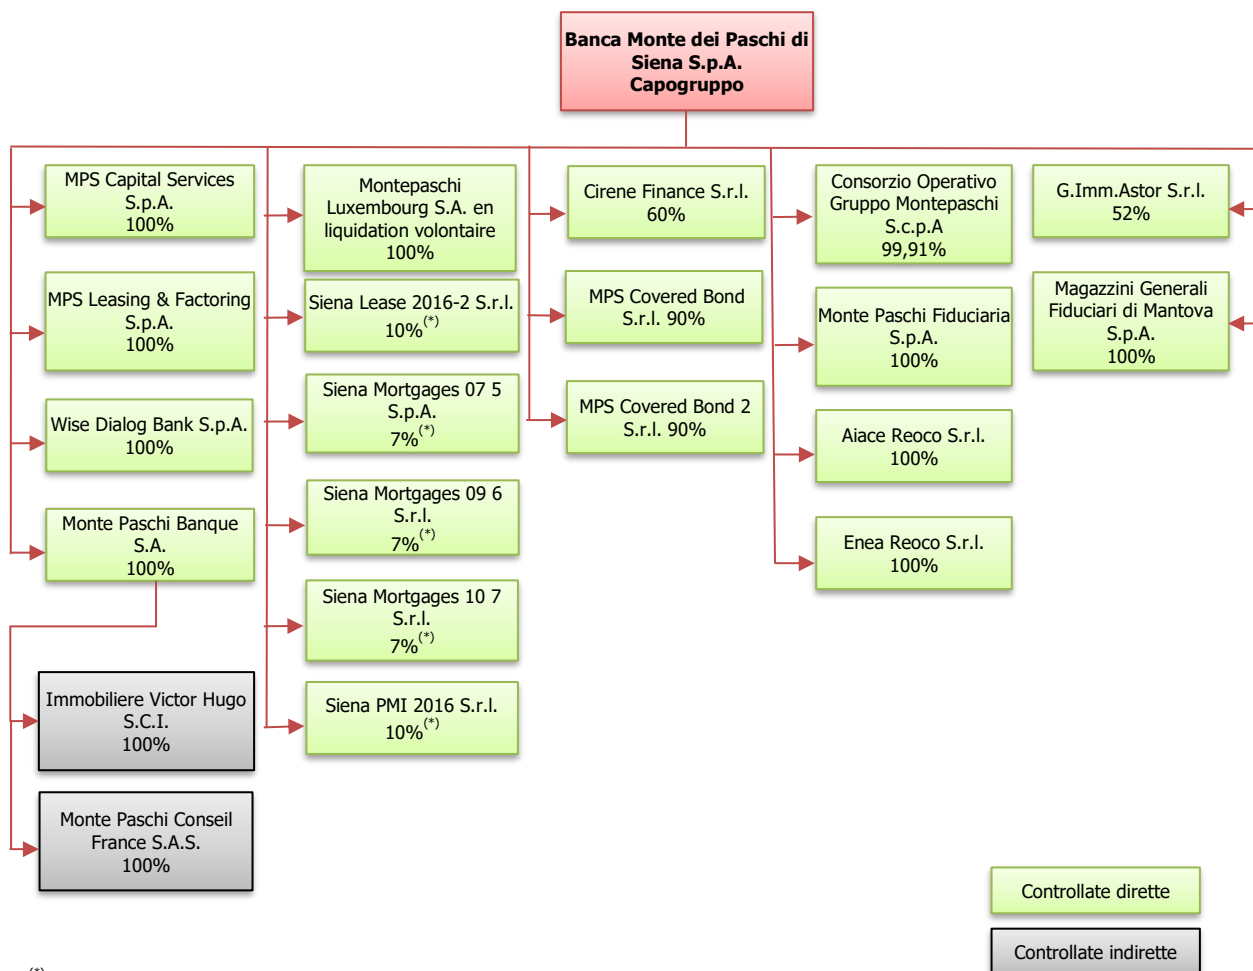 Banca Monte dei Paschi di
Siena S.p.A.
Capogruppo
MPS Capital Services
S.p.A.
100%
MPS Leasing & Factoring
S.p.A.
100%
Wise Dialog Bank S.p.A.
100%
Monte Paschi Banque
S.A.
100%
Immobiliere Victor Hugo
S.C.I.
100%
Monte Paschi Conseil
France S.A.S.
100%
Montepaschi
Luxembourg S.A. en
liquidation volontaire
100%
Siena Lease 2016-2 S.r.l.
10%(*)
Siena Mortgages 07 5
S.p.A.
7%(*)
Siena Mortgages 09 6
S.r.l.
7%(*)
Siena Mortgages 10 7
S.r.l.
7%(*)
Siena PMI 2016 S.r.l.
10%(*)
Cirene Finance S.r.l.
60%
MPS Covered Bond
S.r.l. 90%
MPS Covered Bond 2
S.r.l. 90%
Consorzio Operativo
Gruppo Montepaschi
S.c.p.A
99,91%
Monte Paschi Fiduciaria
S.p.A.
100%
Aiace Reoco S.r.l.
100%
Enea Reoco S.r.l.
100%
G.Imm.Astor S.r.l.
52%
Magazzini Generali
Fiduciari di Mantova
S.p.A.
100%
Controllate dirette
Controllate indirette
(*)